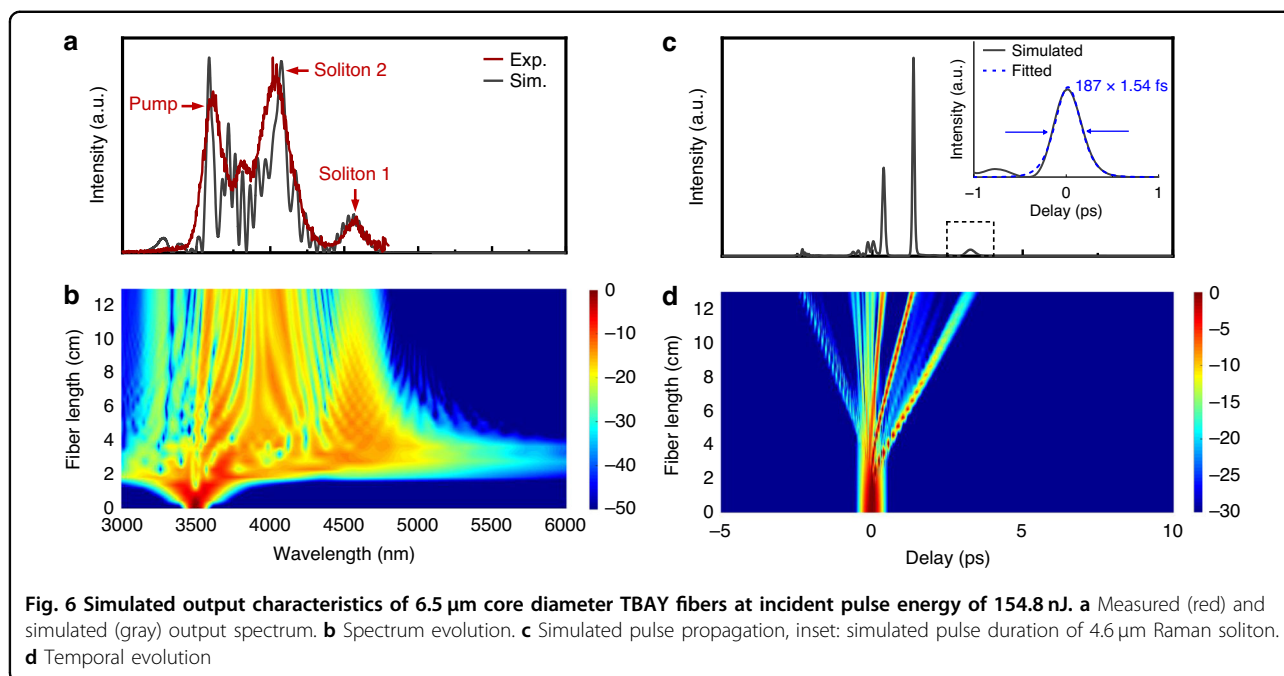 a
Exp.
Sim.
Soliton 2
Pump
Soliton 1
Intensity (a.u.)
c
Simulated
Fitted
187 × 1.54 fs
Intensity (a.u.)
−1 0 1
Delay (ps)
Intensity (a.u.)
b
12
10
8
6
4
2
0
Fiber length (cm)
3000 3500 4000 4500 5000 5500 6000
Wavelength (nm)
0
−10
−20
−30
−40
−50
d
12
10
8
6
4
2
0
Fiber length (cm)
−5 0 5 10
Delay (ps)
0
−5
−10
−15
−20
−25
−30
Fig. 6 Simulated output characteristics of 6.5 μm core diameter TBAY fibers at incident pulse energy of 154.8 nJ. a Measured (red) and
simulated (gray) output spectrum. b Spectrum evolution. c Simulated pulse propagation, inset: simulated pulse duration of 4.6 μm Raman soliton.
d Temporal evolution